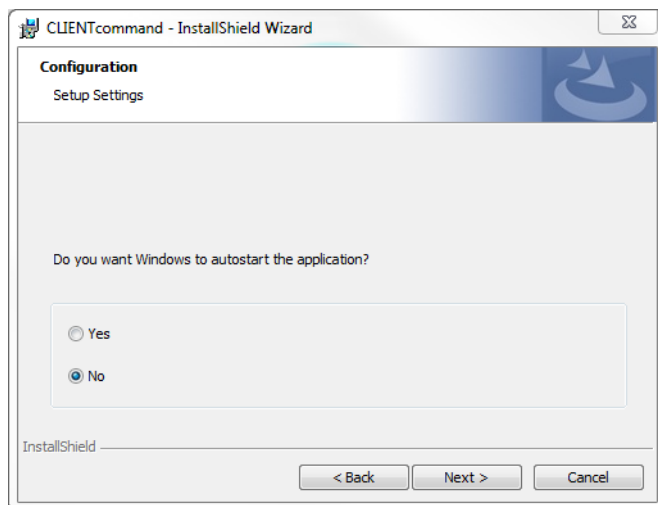 CLIENTcommand - InstallShield Wizard
Configuration
Setup Settings
Do you want Windows to autostart the application?
Yes
No
InstallShield
< Back
Next >
Cancel